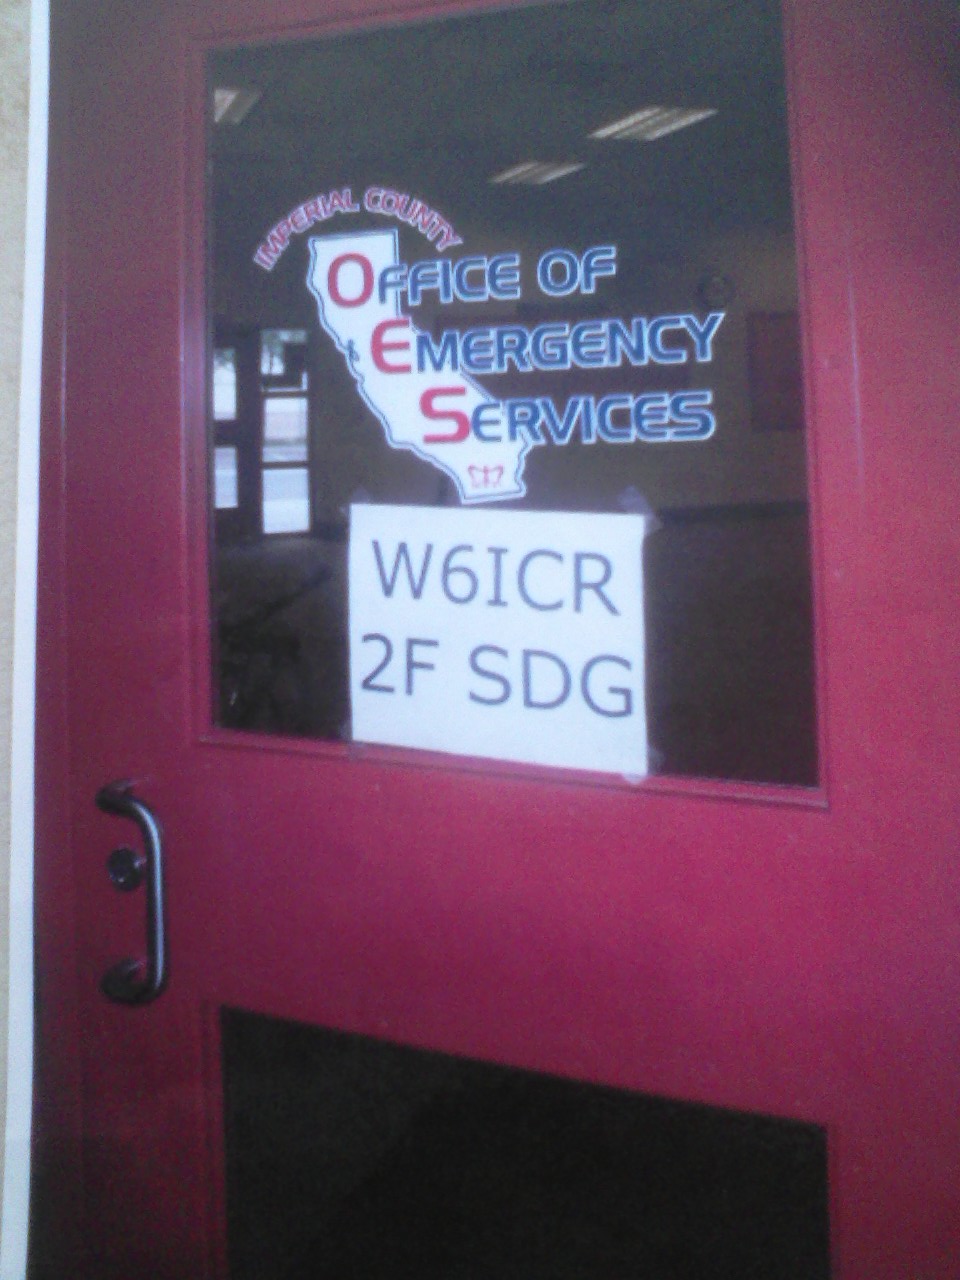 IMPERIAL COUNTY
OFFICE OF
EMERGENCY
SERVICES
W6ICR
2F SDG